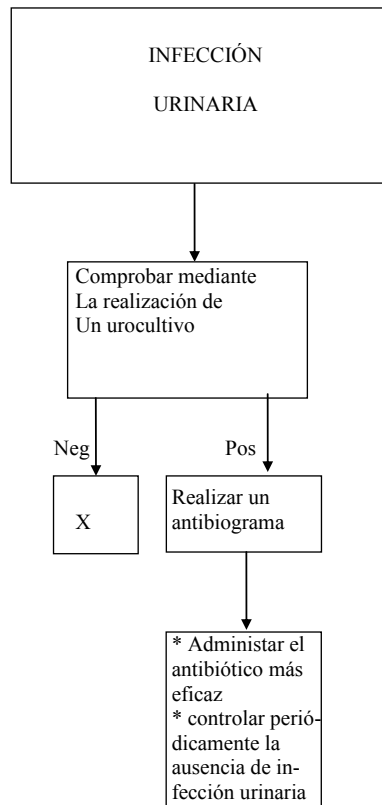 INFECCIÓN
URINARIA
Comprobar mediante
La realización de
Un urocultivo
Neg
Pos
X
Realizar un
antibiograma
* Administar el
antibiótico más
eficaz
* controlar perió-
dicamente la
ausencia de in-
fección urinaria